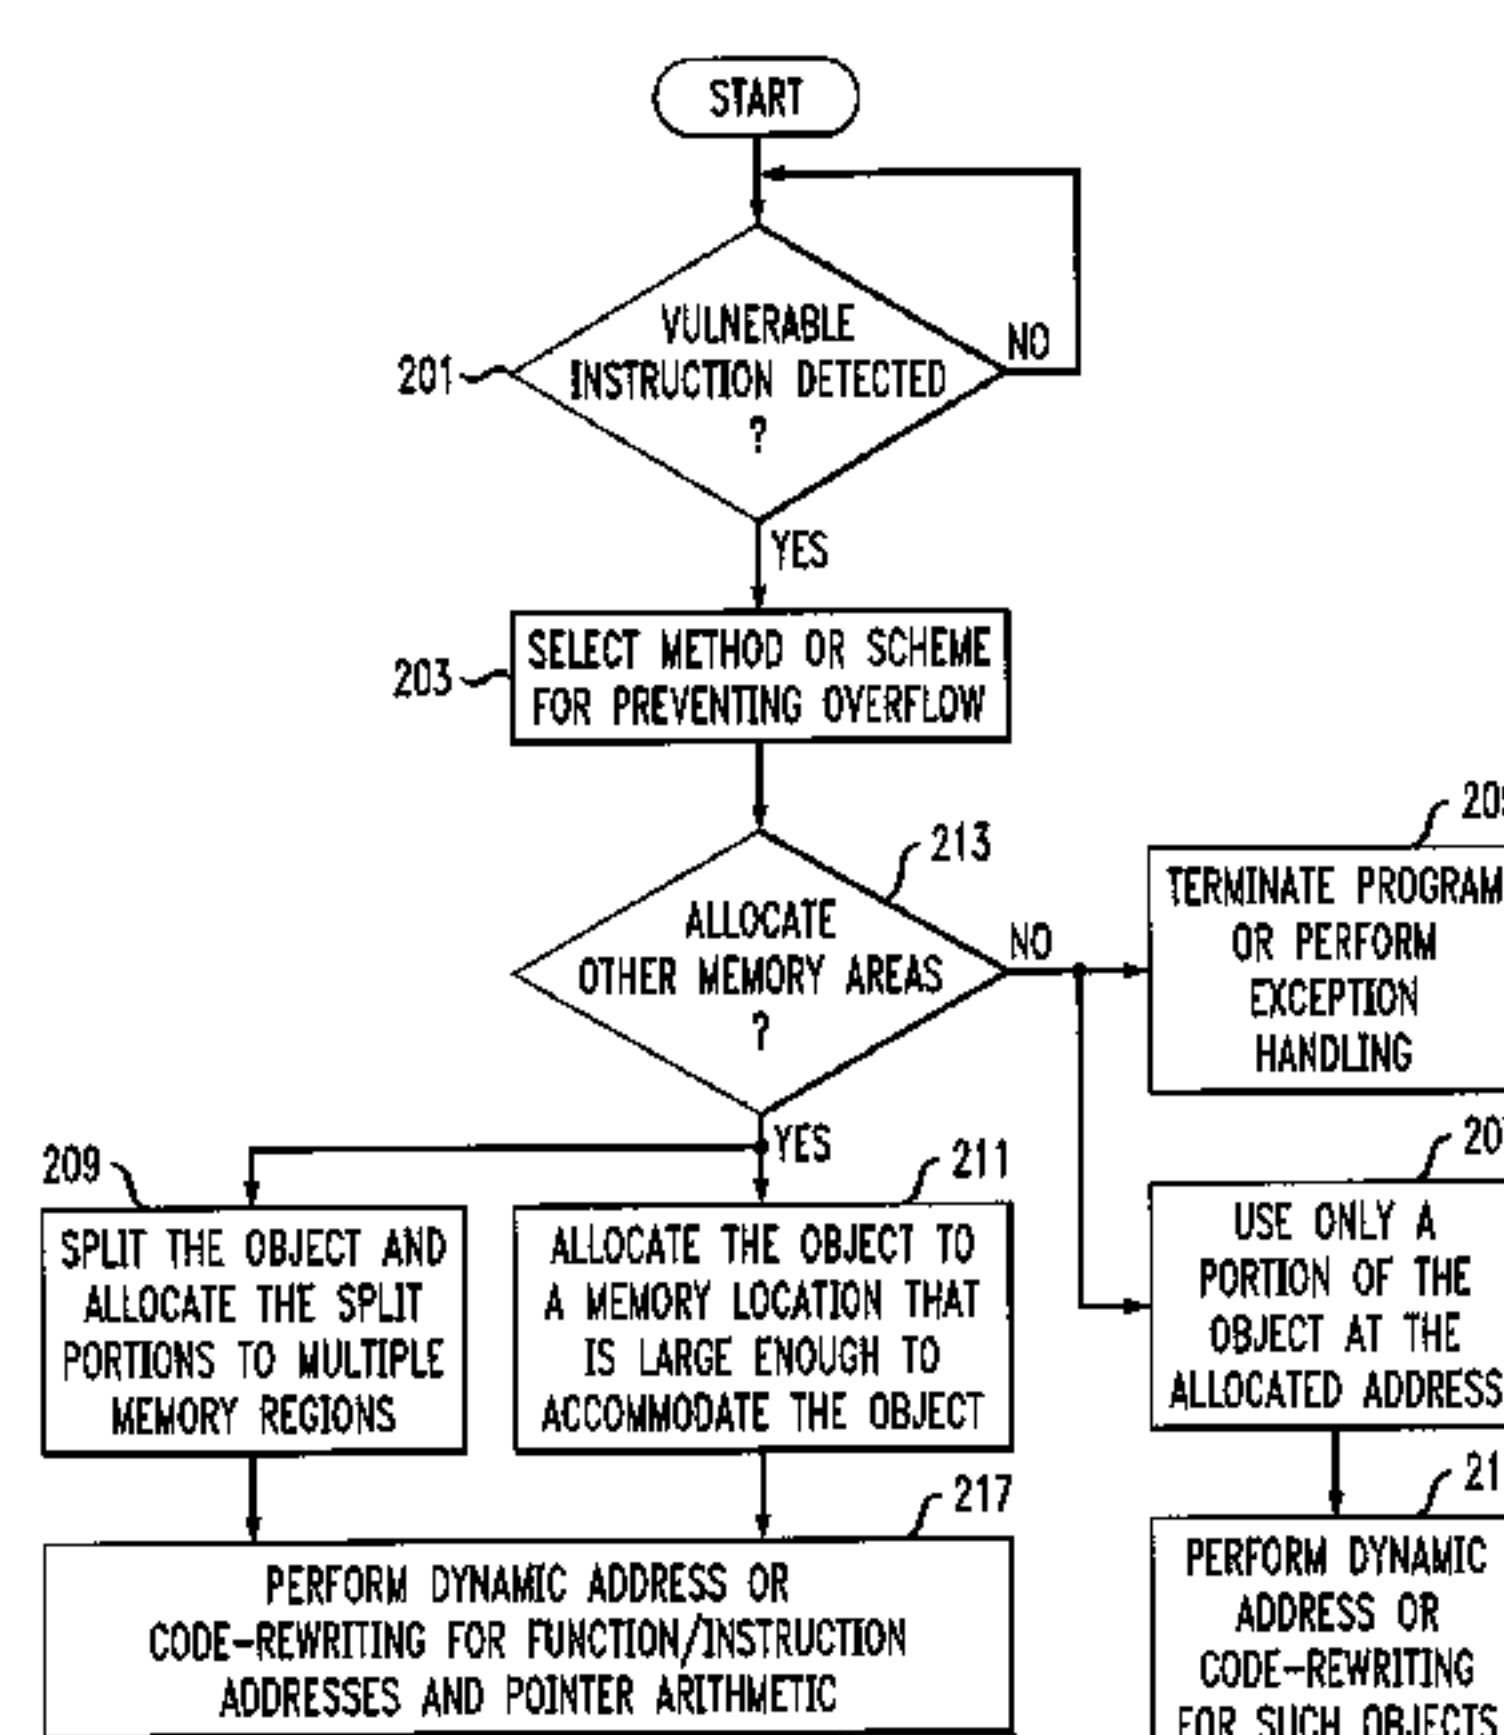 START
VULNERABLE
INSTRUCTION DETECTED
?
NO
201
YES
SELECT METHOD OR SCHEME
FOR PREVENTING OVERFLOW
203
213
ALLOCATE
OTHER MEMORY AREAS
?
NO
TERMINATE PROGRAM
OR PERFORM
EXCEPTION
HANDLING
YES
209
SPLIT THE OBJECT AND
ALLOCATE THE SPLIT
PORTIONS TO MULTIPLE
MEMORY REGIONS
211
ALLOCATE THE OBJECT TO
A MEMORY LOCATION THAT
IS LARGE ENOUGH TO
ACCOMMODATE THE OBJECT
USE ONLY A
PORTION OF THE
OBJECT AT THE
ALLOCATED ADDRESS
217
PERFORM DYNAMIC ADDRESS OR
CODE-REWRITING FOR FUNCTION/INSTRUCTION
ADDRESSES AND POINTER ARITHMETIC
PERFORM DYNAMIC
ADDRESS OR
CODE-REWRITING
FOR SUCH OBJECTS